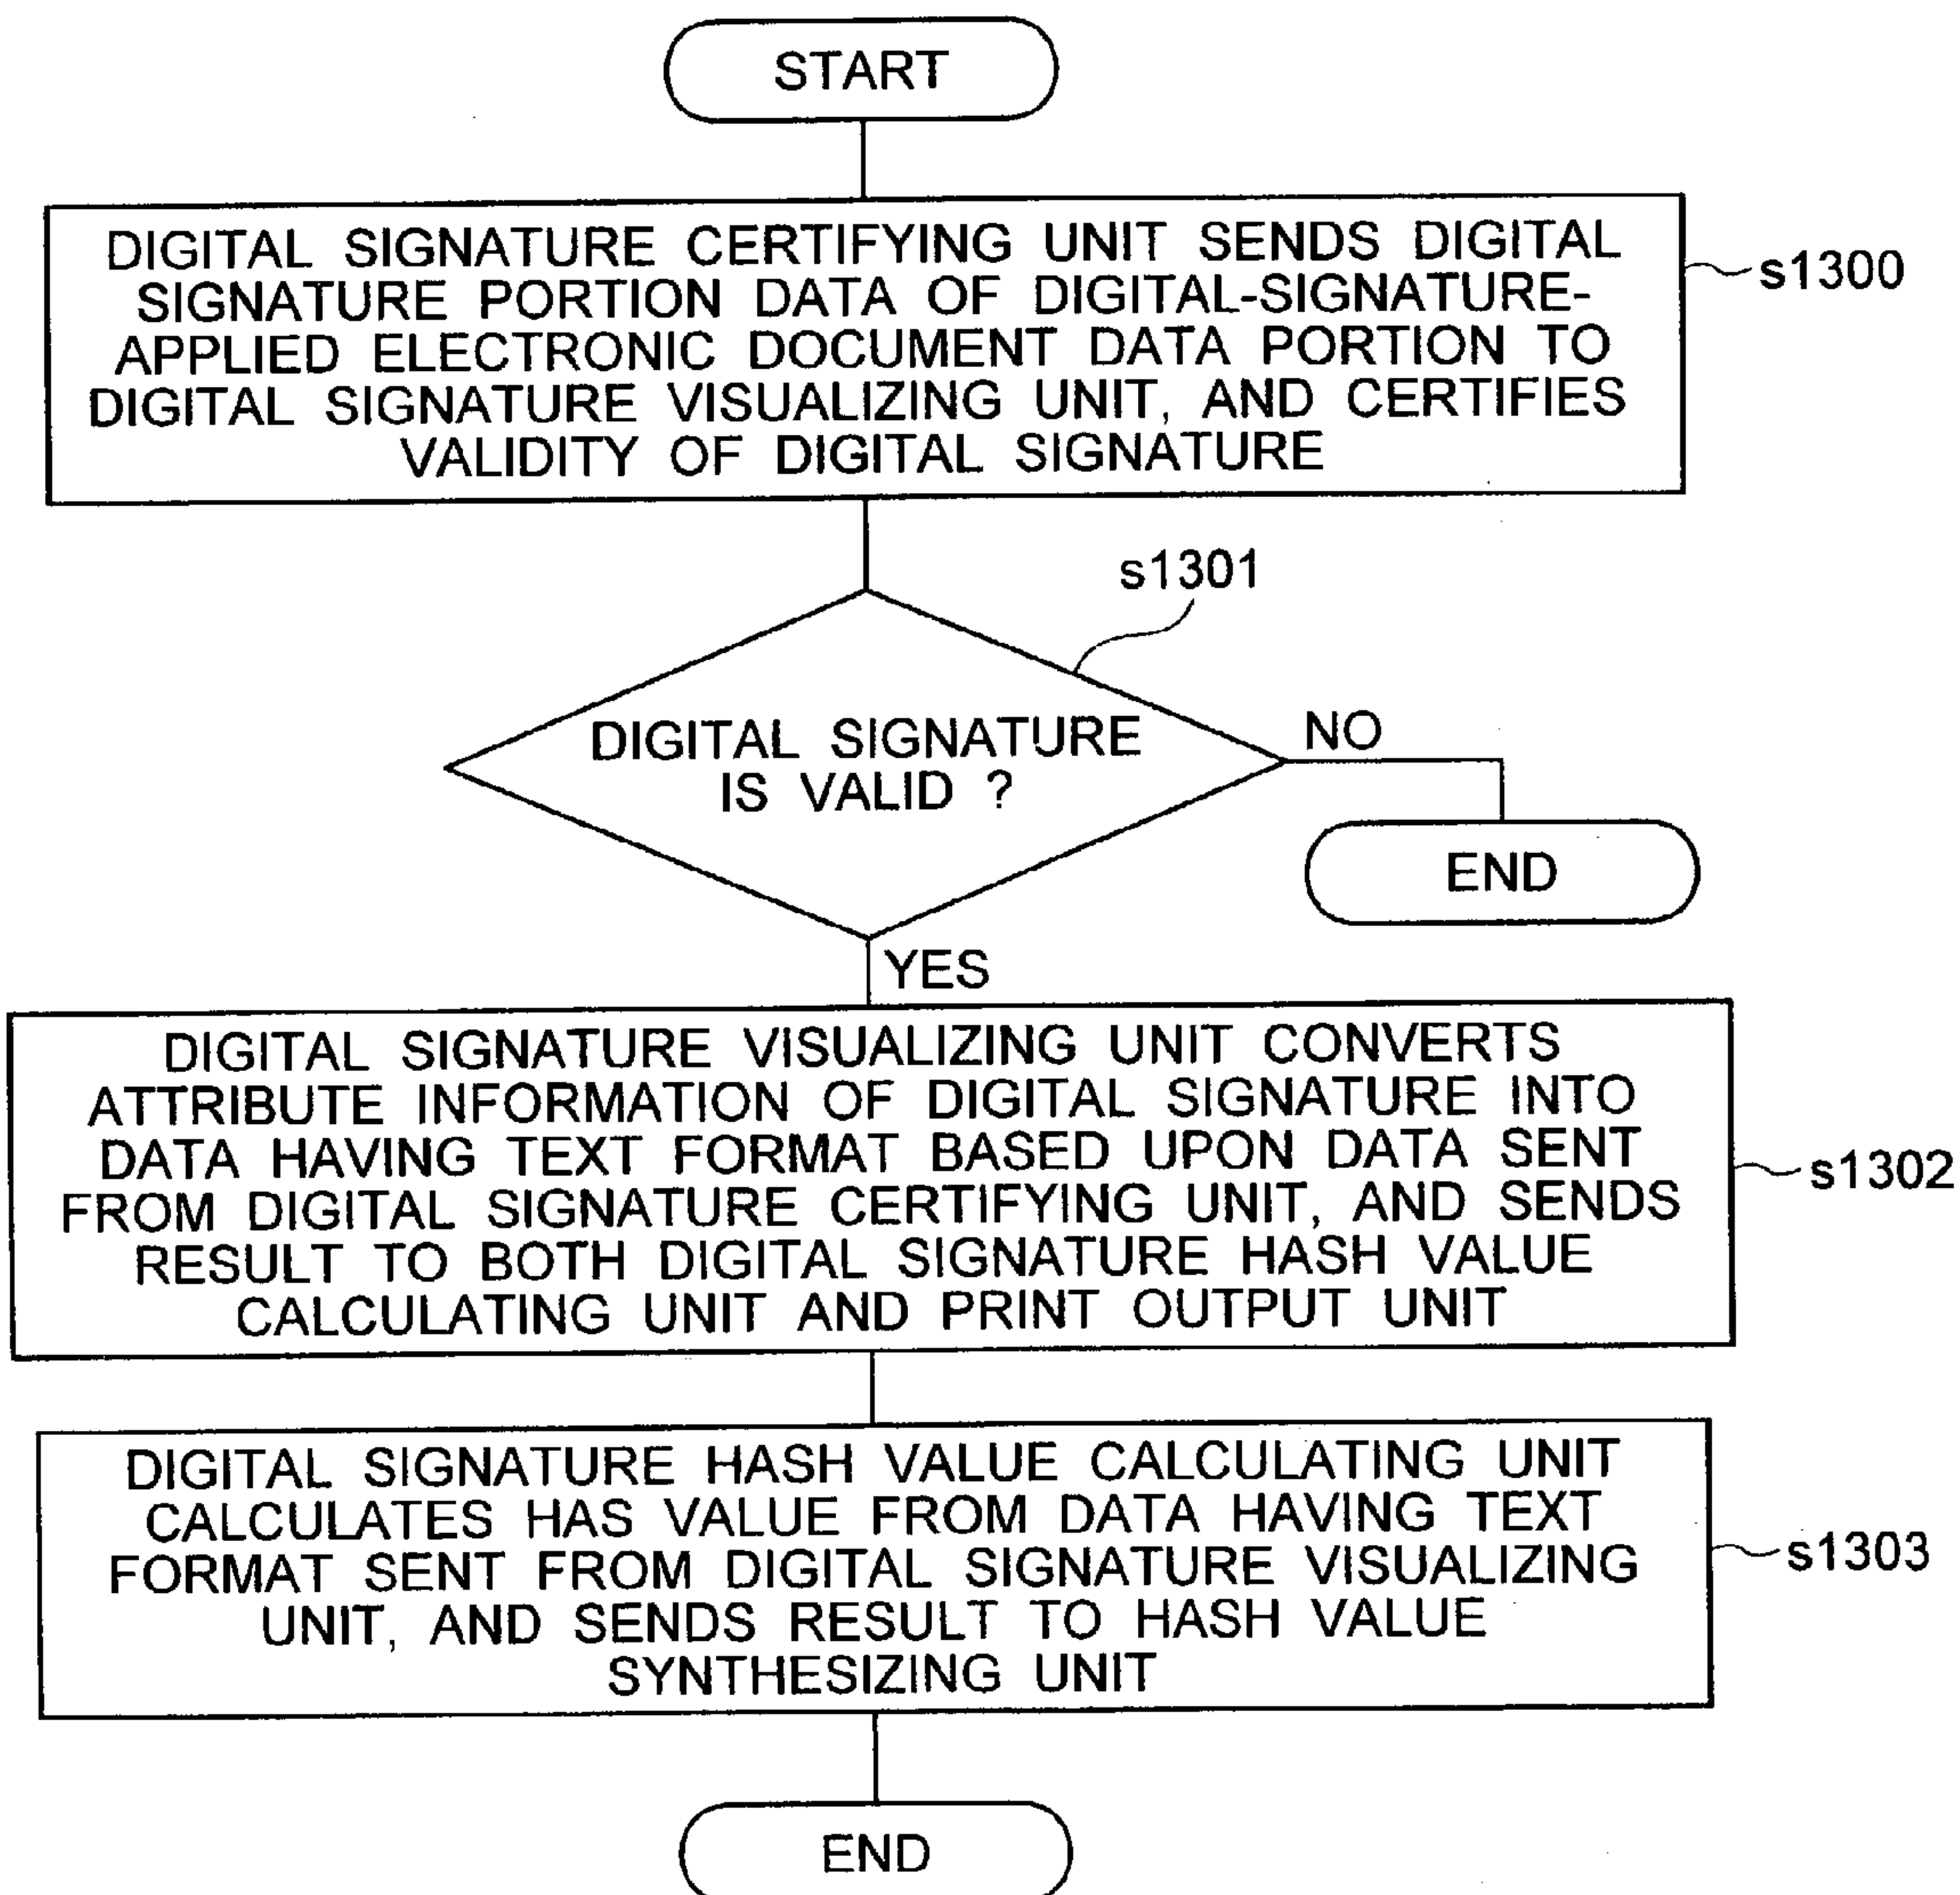 START
DIGITAL SIGNATURE CERTIFYING UNIT SENDS DIGITAL
SIGNATURE PORTION DATA OF DIGITAL-SIGNATURE-
APPLIED ELECTRONIC DOCUMENT DATA PORTION TO
DIGITAL SIGNATURE VISUALIZING UNIT, AND CERTIFIES
VALIDITY OF DIGITAL SIGNATURE
s1300
s1301
DIGITAL SIGNATURE
IS VALID ?
NO
END
YES
DIGITAL SIGNATURE VISUALIZING UNIT CONVERTS
ATTRIBUTE INFORMATION OF DIGITAL SIGNATURE INTO
DATA HAVING TEXT FORMAT BASED UPON DATA SENT
FROM DIGITAL SIGNATURE CERTIFYING UNIT, AND SENDS
RESULT TO BOTH DIGITAL SIGNATURE HASH VALUE
CALCULATING UNIT AND PRINT OUTPUT UNIT
s1302
DIGITAL SIGNATURE HASH VALUE CALCULATING UNIT
CALCULATES HAS VALUE FROM DATA HAVING TEXT
FORMAT SENT FROM DIGITAL SIGNATURE VISUALIZING
UNIT, AND SENDS RESULT TO HASH VALUE
SYNTHESIZING UNIT
s1303
END